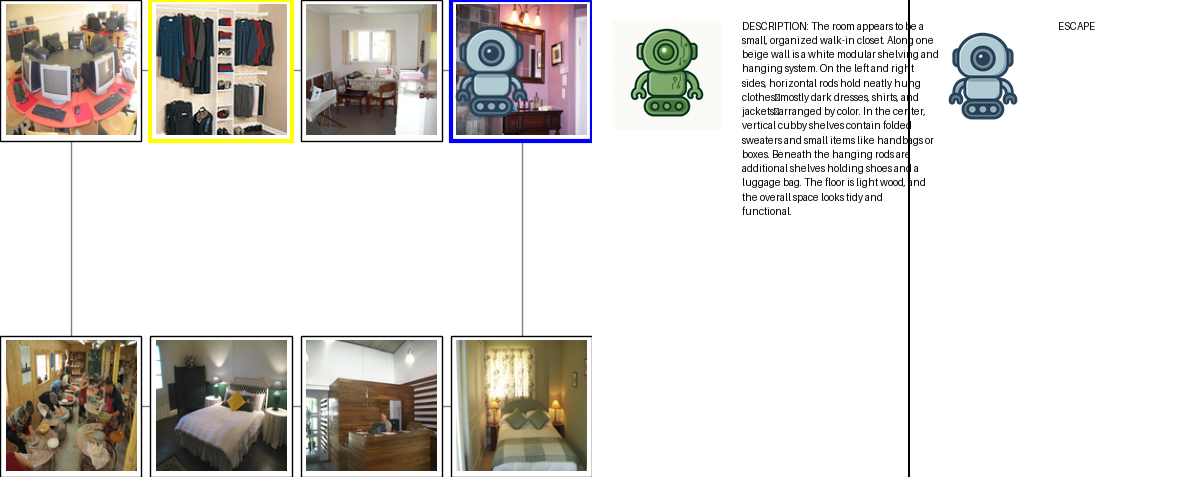 DESCRIPTION: The room appears to be a
small, organized walk-in closet. Along one
beige wall is a white modular shelving and
hanging system. On the left and right
sides, horizontal rods hold neatly hung
clothes□mostly dark dresses, shirts, and
jackets□arranged by color. In the center,
vertical cubby shelves contain folded
sweaters and small items like handbags or
boxes. Beneath the hanging rods are
additional shelves holding shoes and a
luggage bag. The floor is light wood, and
the overall space looks tidy and
functional.
ESCAPE